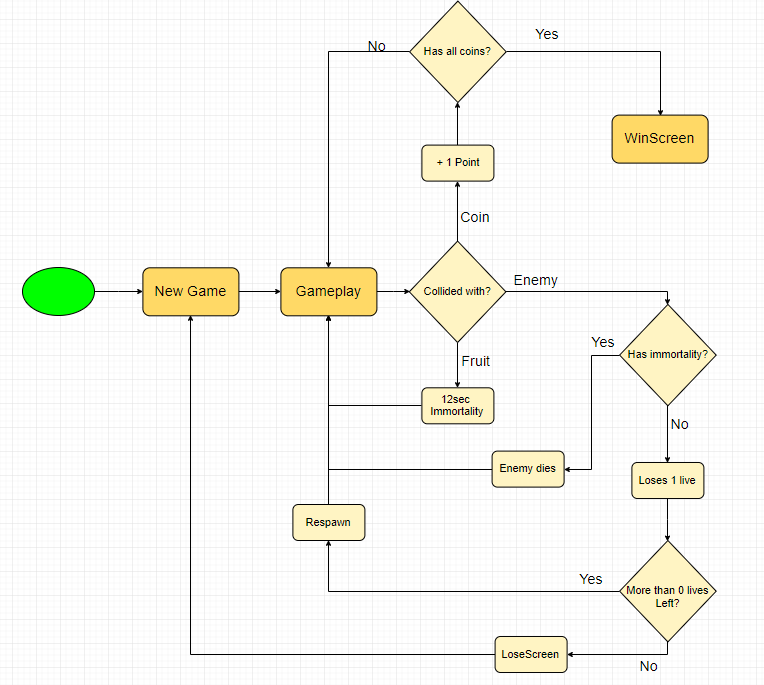 Has all coins?
No
Yes
WinScreen
+ 1 Point
Coin
New Game
Gameplay
Collided with?
Enemy
Fruit
Has immortality?
Yes
No
12sec
Immortality
Enemy dies
Loses 1 live
Respawn
Yes
More than 0 lives
Left?
LoseScreen
No